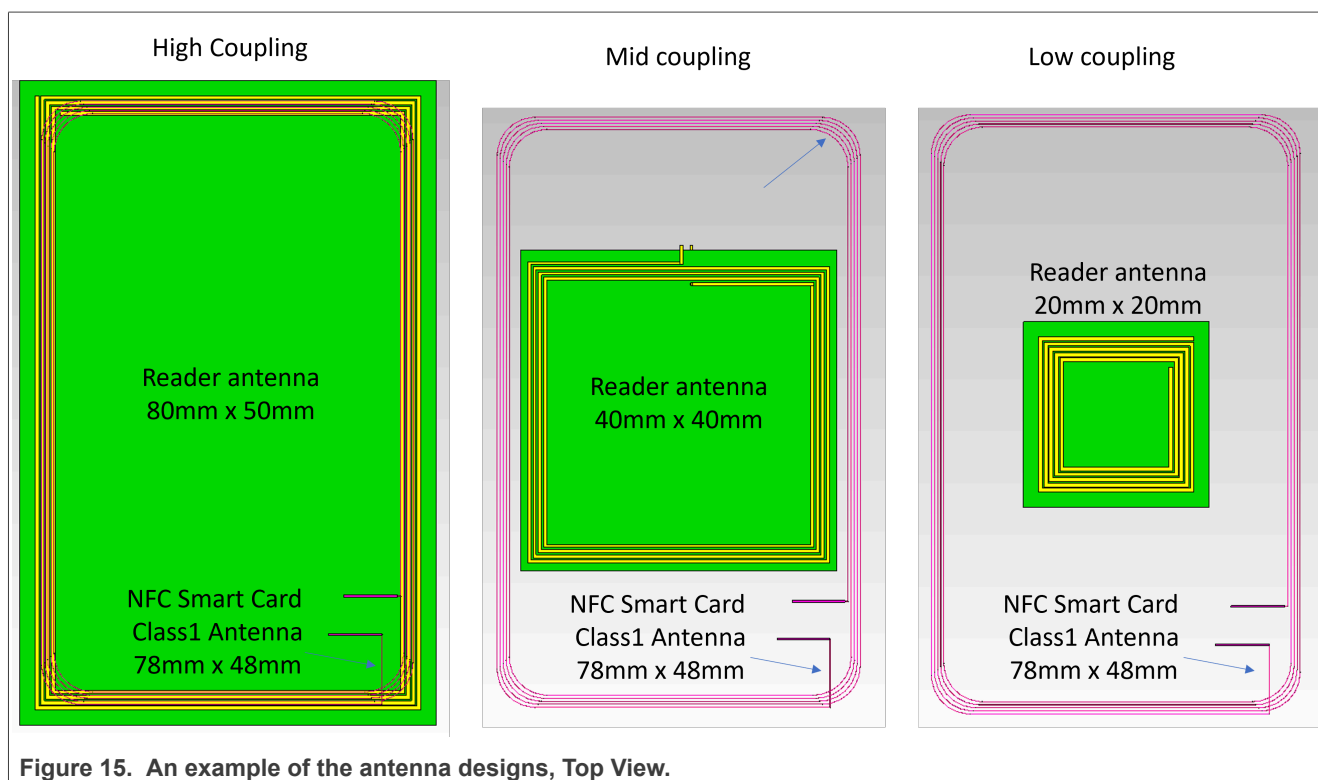 High Coupling
Reader antenna
80mm x 50mm
NFC Smart Card
Class1 Antenna
78mm x 48mm
Mid coupling
Reader antenna
40mm x 40mm
NFC Smart Card
Class1 Antenna
78mm x 48mm
Low coupling
Reader antenna
20mm x 20mm
NFC Smart Card
Class1 Antenna
78mm x 48mm
Figure 15. An example of the antenna designs, Top View.